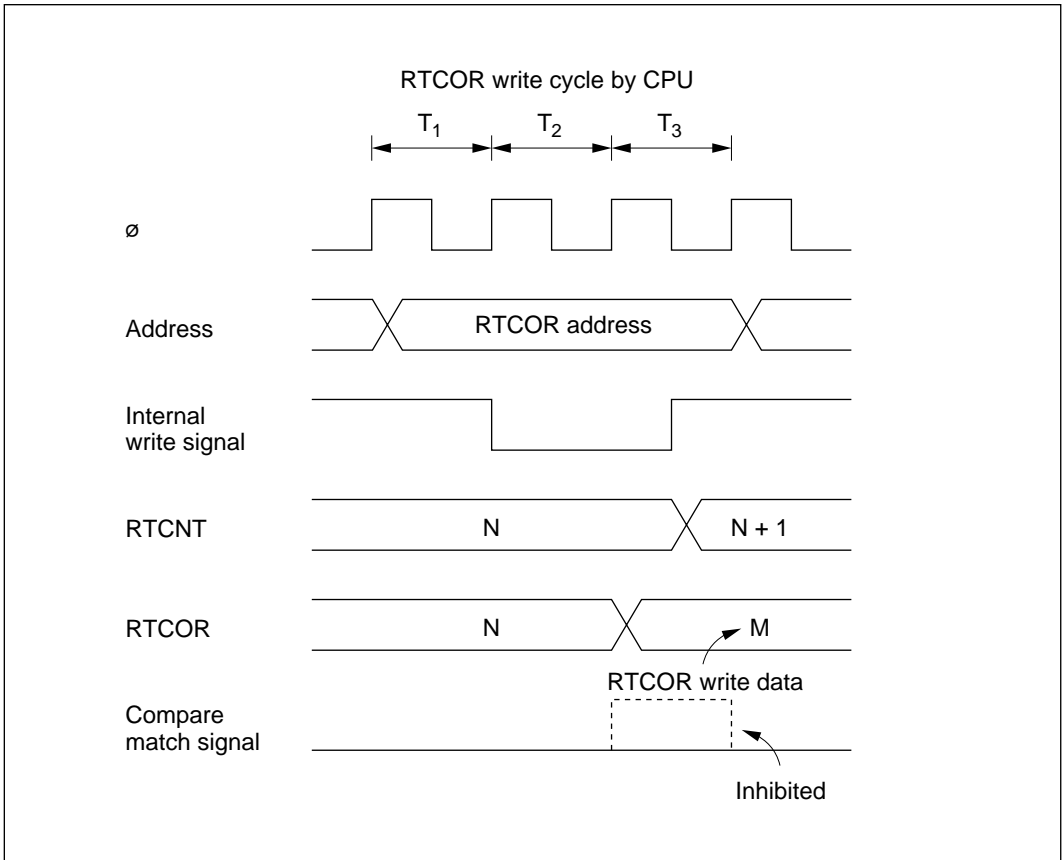 RTCOR write cycle by CPU
T1 T2 T3
ø
Address
RTCOR address
Internal
write signal
RTCNT
N
N + 1
RTCOR
N
M
RTCOR write data
Compare
match signal
Inhibited